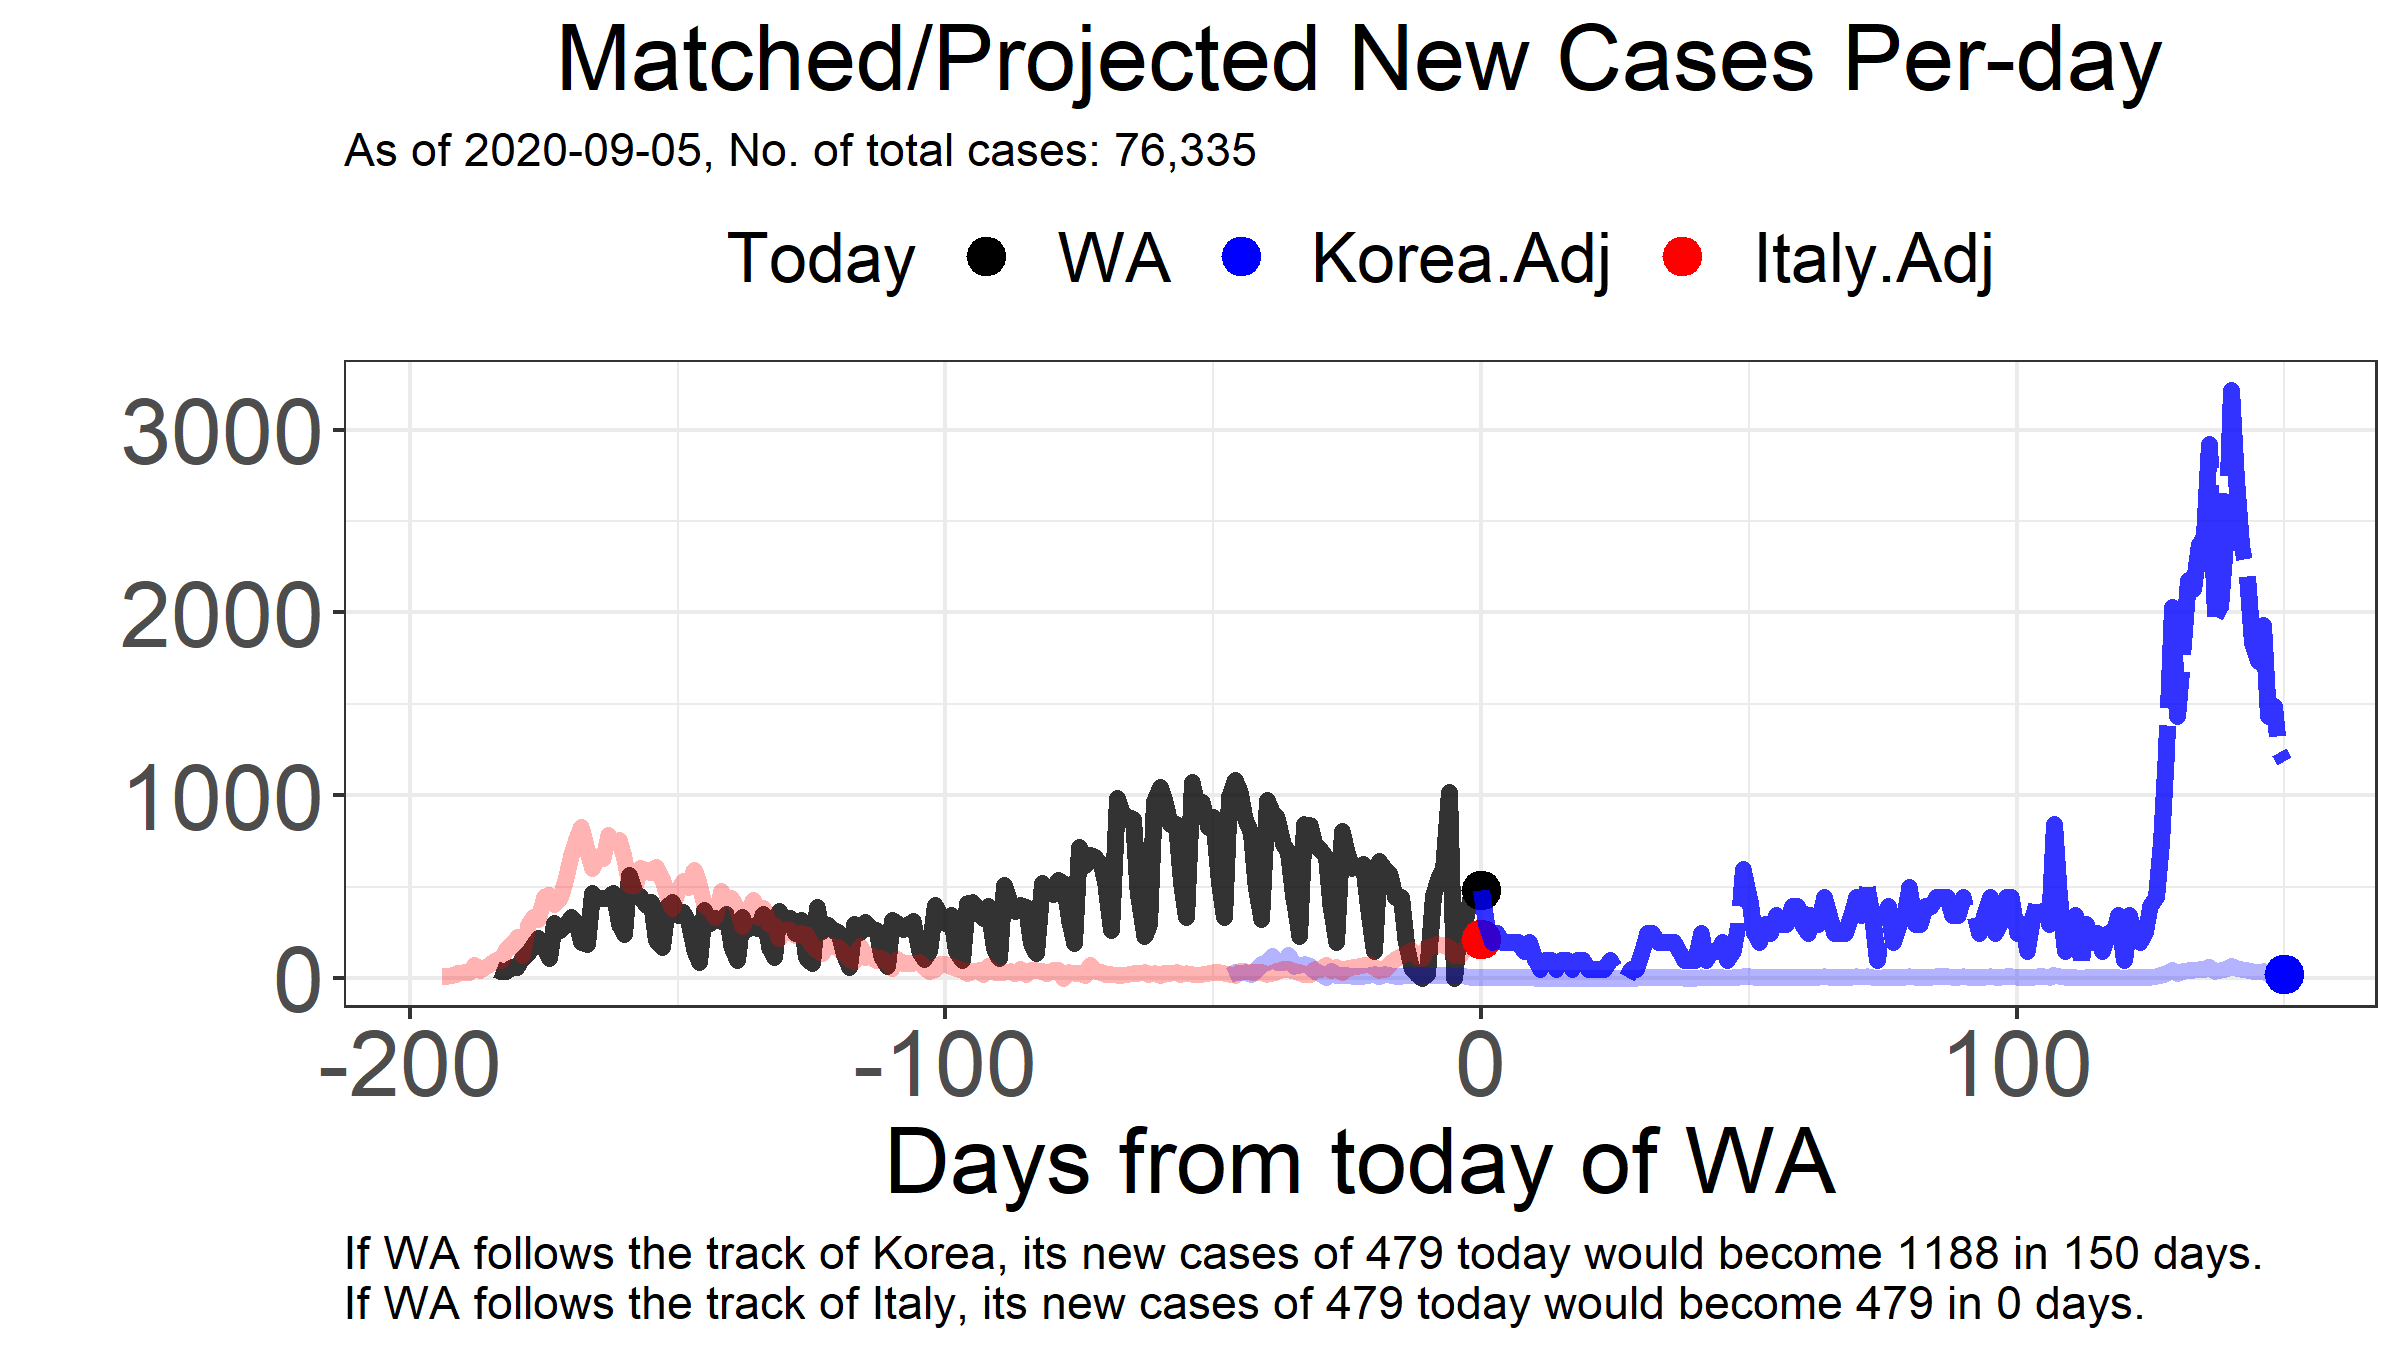 Matched/Projected New Cases Per-day
As of 2020-09-05, No. of total cases: 76,335
Today WA Korea.Adj Italy.Adj
3000
2000
1000
0
-200 -100 0 100
Days from today of WA
If WA follows the track of Korea, its new cases of 479 today would become 1188 in 150 days.
If WA follows the track of Italy, its new cases of 479 today would become 479 in 0 days.